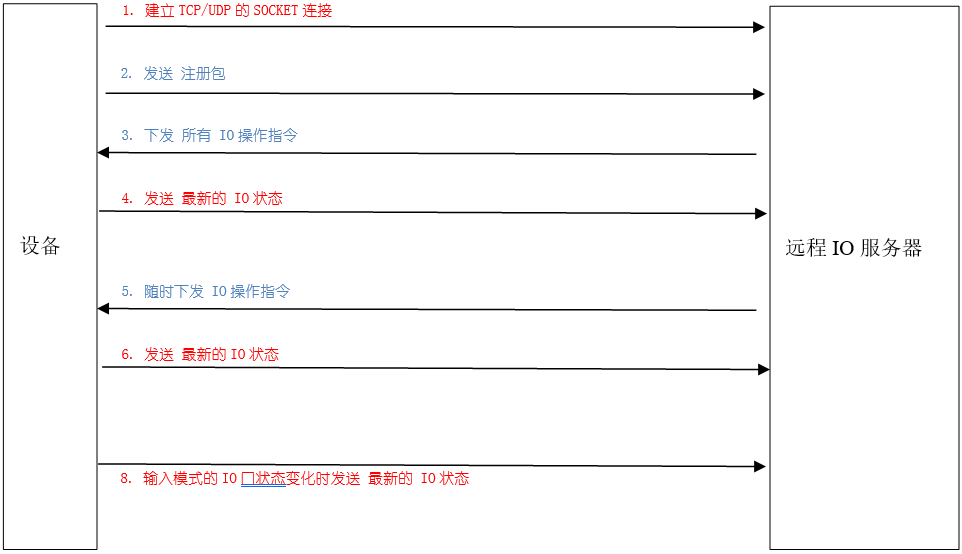 1. 建立 TCP/UDP 的 SOCKET 连接
2. 发送 注册包
3. 下发 所有 IO 操作指令
4. 发送 最新的 IO 状态
设备
远程 IO 服务器
5. 随时下发 IO 操作指令
6. 发送 最新的 IO 状态
8. 输入模式的 IO 口状态变化时发送 最新的 IO 状态